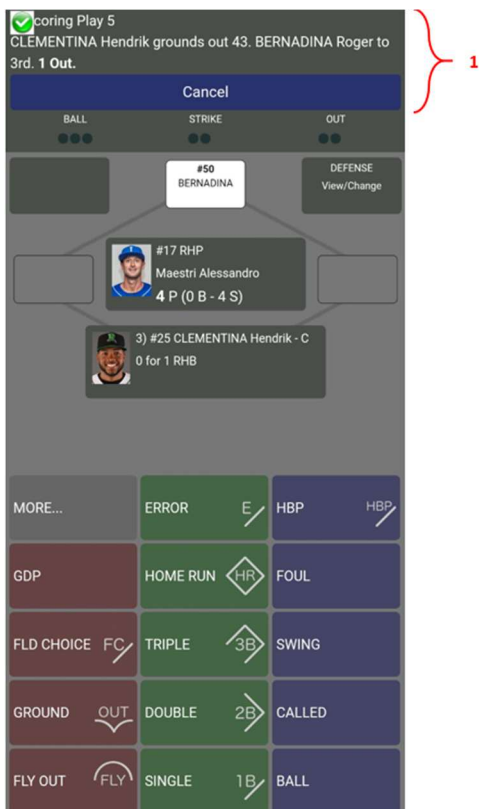 coring Play 5
CLEMENTINA Hendrik grounds out 43. BERNADINA Roger to
3rd. 1 Out.
1
Cancel
BALL STRIKE OUT
#50
BERNADINA
DEFENSE
View/Change
#17 RHP
Maestri Alessandro
4 P (0 B - 4 S)
3) #25 CLEMENTINA Hendrik - C
0 for 1 RHB
MORE... ERROR E HBP HBP
GDP HOME RUN HR FOUL
FLD CHOICE FC TRIPLE 3B SWING
GROUND OUT DOUBLE 2B CALLED
FLY OUT FLY SINGLE 1B BALL